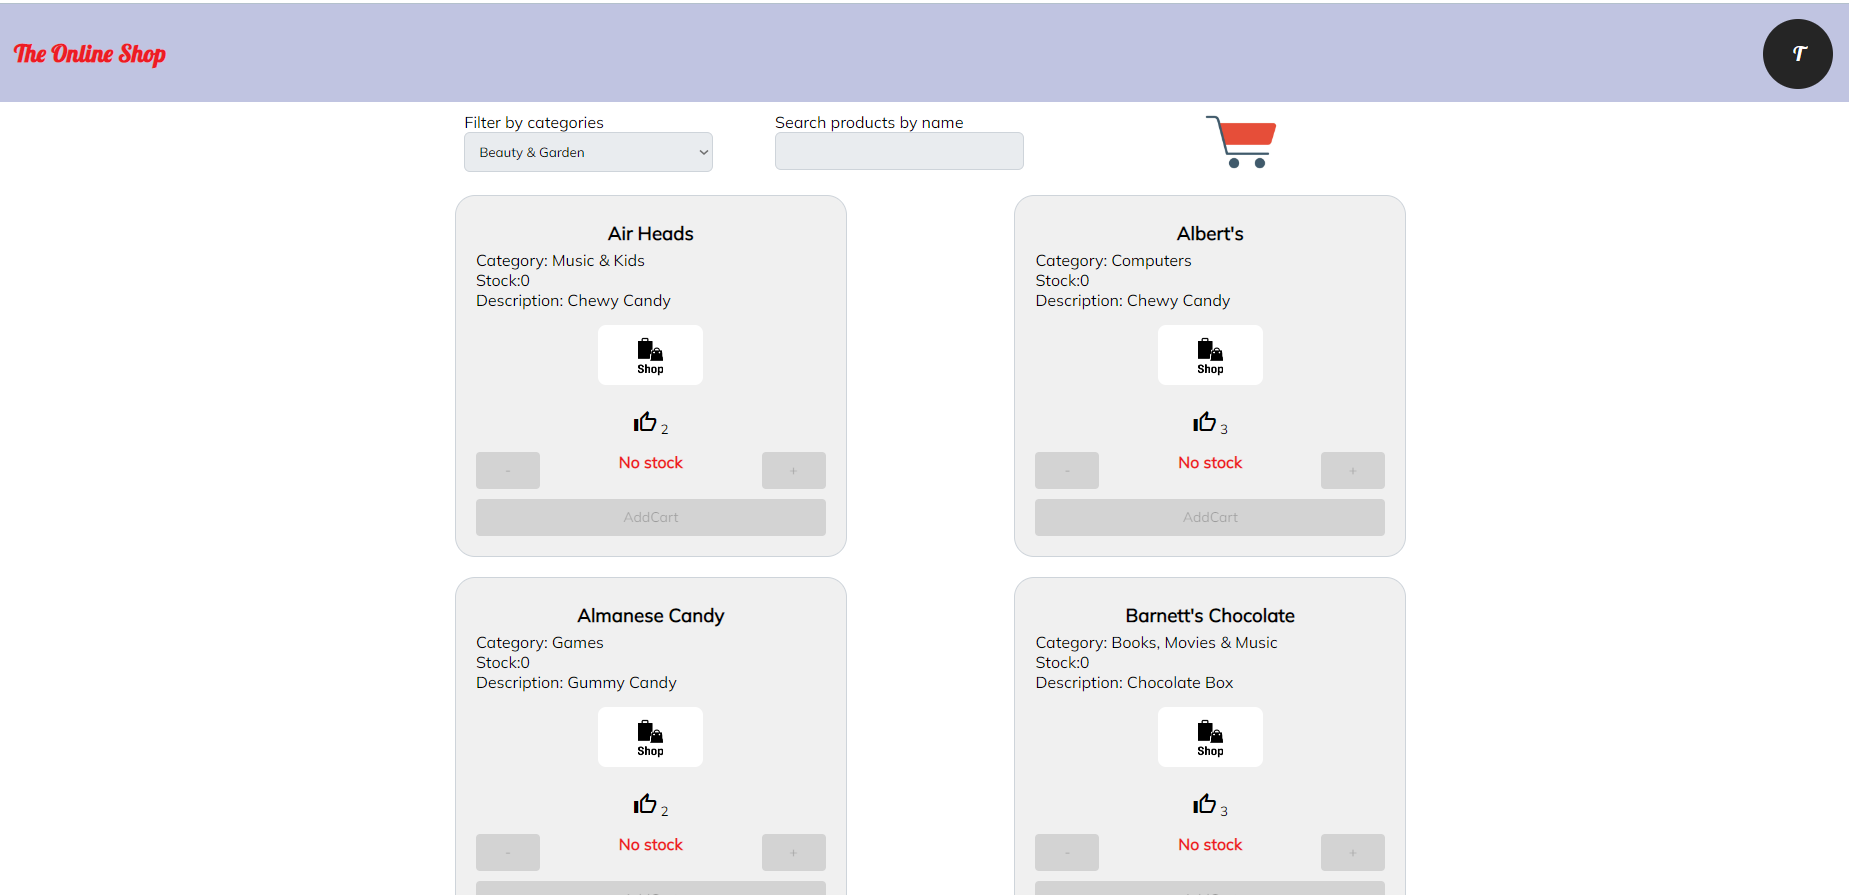 The Online Shop
T
Filter by categories
Beauty & Garden
Search products by name
Air Heads
Category: Music & Kids
Stock:0
Description: Chewy Candy
Shop
2
-
No stock
+
AddCart
Albert's
Category: Computers
Stock:0
Description: Chewy Candy
Shop
3
-
No stock
+
AddCart
Almanese Candy
Category: Games
Stock:0
Description: Gummy Candy
Shop
2
-
No stock
+
Barnett's Chocolate
Category: Books, Movies & Music
Stock:0
Description: Chocolate Box
Shop
3
-
No stock
+